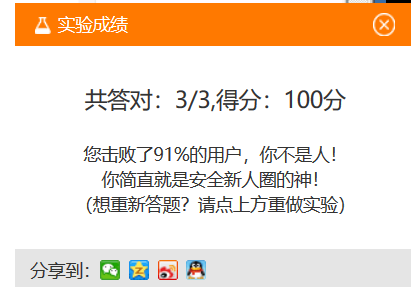 实验成绩
共答对：3/3,得分：100分
您击败了91%的用户，你不是人！
你简直就是安全新人圈的神！
（想重新答题？请点上方重做实验）
分享到：